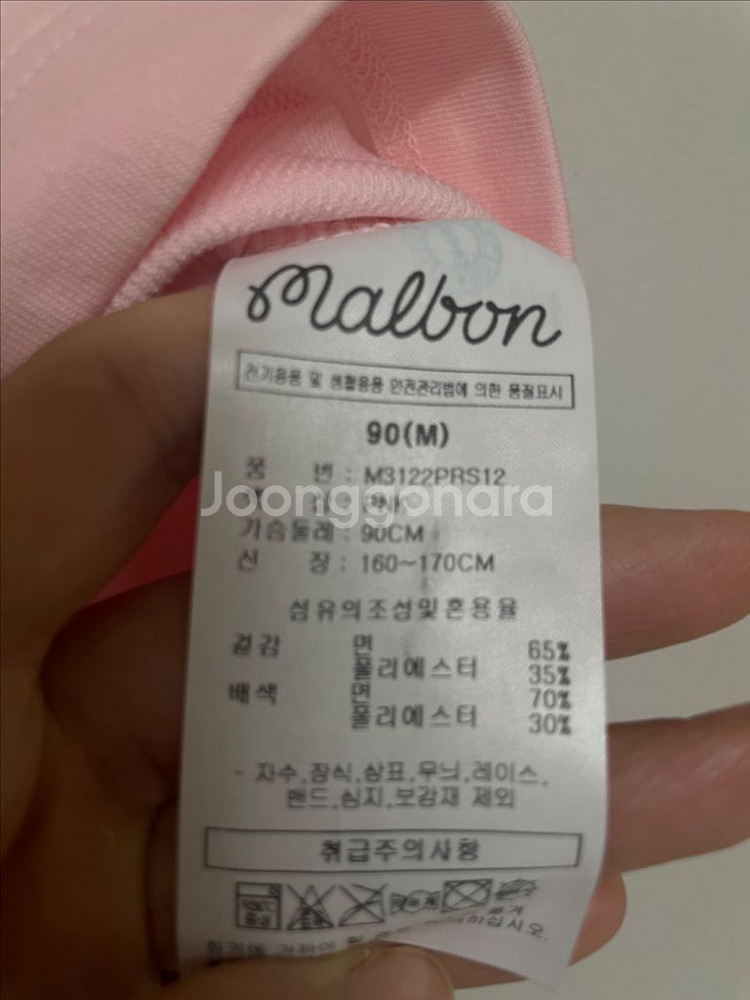 malbon
전기용품 및 생활용품 안전관리법에 의한 품질표시
90(M)
품 번 : M3122PRS12
Joonggonara
가슴둘레 : 90CM
신 장 : 160~170CM
섬유의조성및혼용율
겉감 면 65%
폴리에스터 35%
배색 면 70%
폴리에스터 30%
- 자수,장식,상표,무늬,레이스,
밴드,심지,보강재 제외
취급주의사항